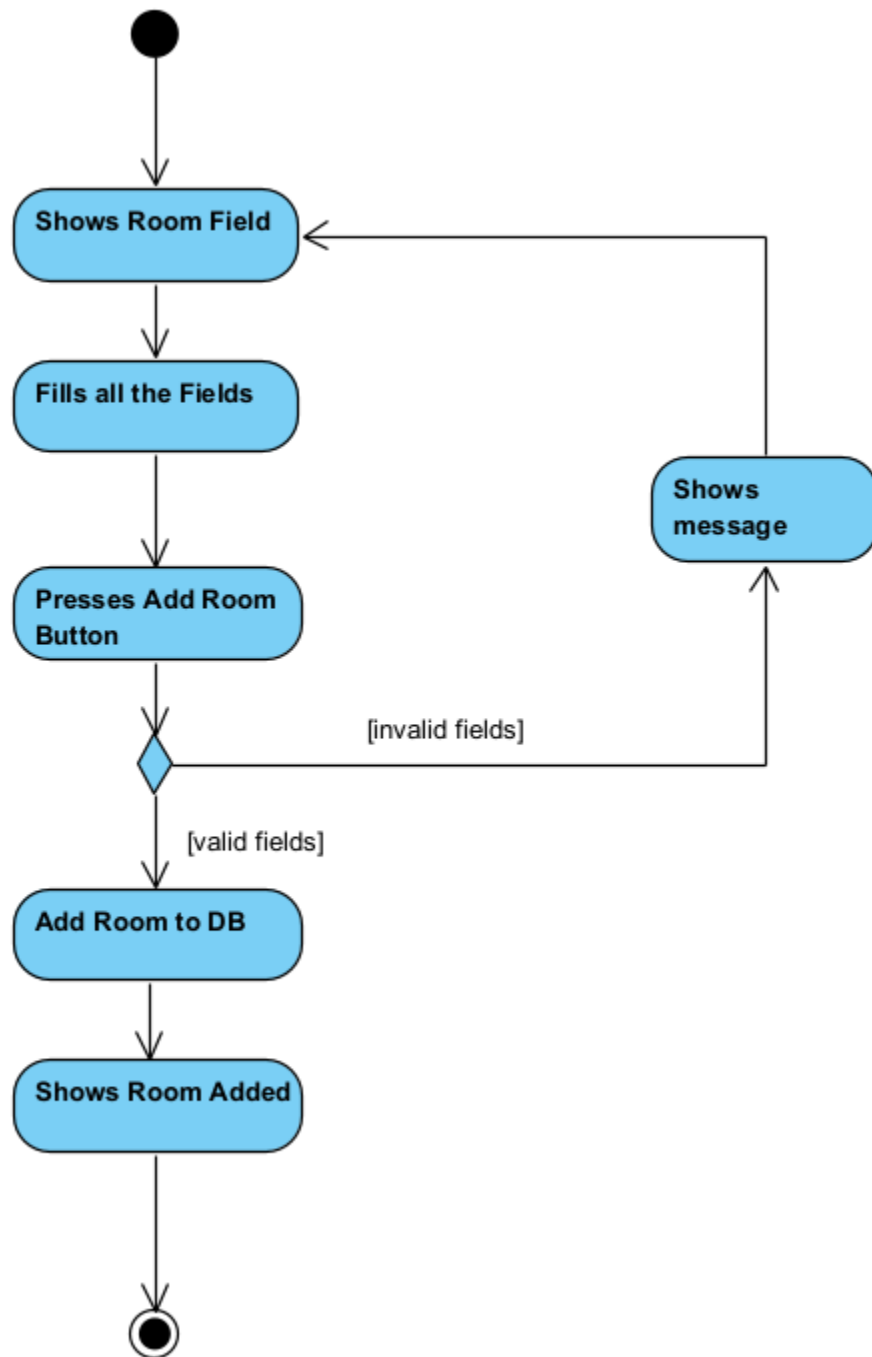 Shows Room Field
Fills all the Fields
Shows
message
Presses Add Room
Button
[invalid fields]
[valid fields]
Add Room to DB
Shows Room Added